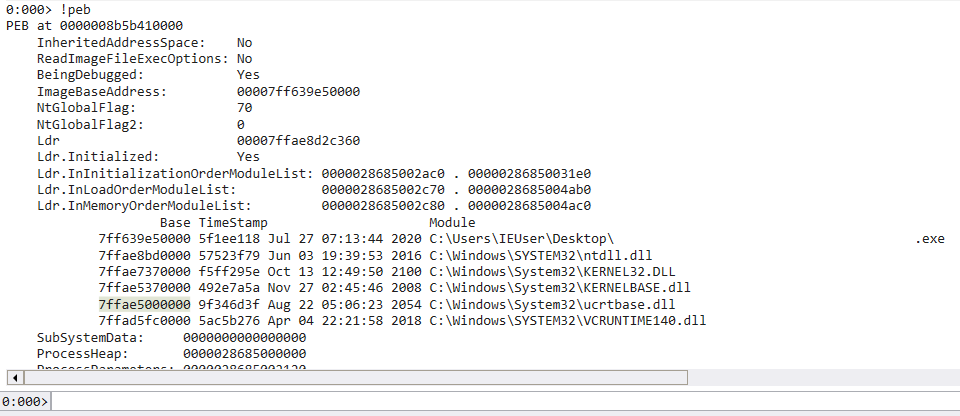 0:000> !peb
PEB at 0000008b5b410000
    InheritedAddressSpace:    No
    ReadImageFileExecOptions: No
    BeingDebugged:            Yes
    ImageBaseAddress:         00007ff639e50000
    NtGlobalFlag:             70
    NtGlobalFlag2:            0
    Ldr                       00007ffae8d2c360
    Ldr.Initialized:          Yes
    Ldr.InInitializationOrderModuleList: 0000028685002ac0 . 00000286850031e0
    Ldr.InLoadOrderModuleList:           0000028685002c70 . 0000028685004ab0
    Ldr.InMemoryOrderModuleList:         0000028685002c80 . 0000028685004ac0
                    Base TimeStamp                     Module
            7ff639e50000 5f1ee118 Jul 27 07:13:44 2020 C:\Users\IEUser\Desktop\ .exe
            7ffae8bd0000 57523f79 Jun 03 19:39:53 2016 C:\Windows\SYSTEM32\ntdll.dll
            7ffae7370000 f5ff295e Oct 13 12:49:50 2100 C:\Windows\SYSTEM32\KERNEL32.DLL
            7ffae5370000 492e7a5a Nov 27 02:45:46 2008 C:\Windows\SYSTEM32\KERNELBASE.dll
            7ffae5000000 9f346d3f Aug 22 05:06:23 2054 C:\Windows\System32\ucrtbase.dll
            7ffad5fc0000 5ac5b276 Apr 04 22:21:58 2018 C:\Windows\SYSTEM32\VCRUNTIME140.dll
    SubSystemData:     0000000000000000
    ProcessHeap:       0000028685000000
    ProcessParameters: 0000028685002120
0:000>